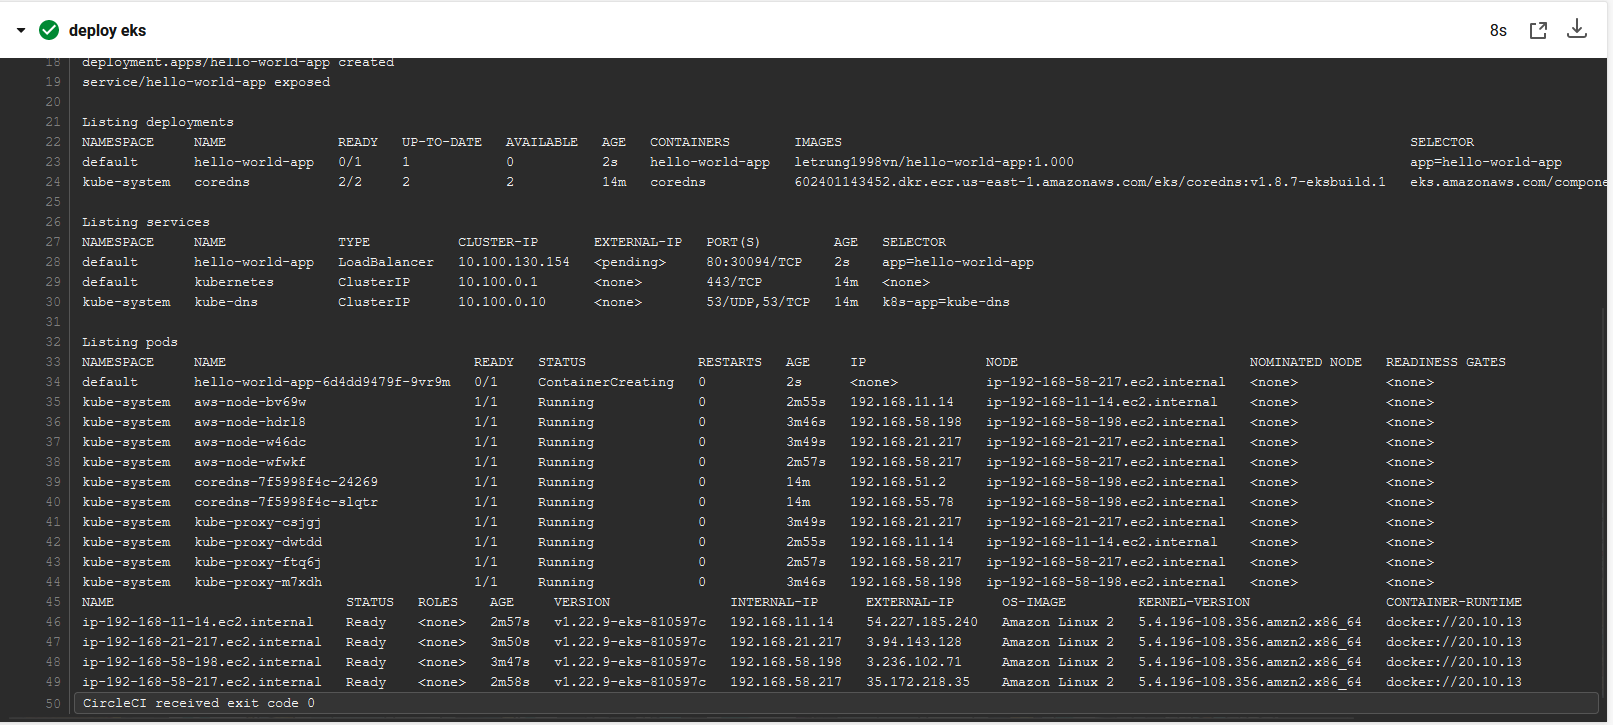 deploy eks 8s
18 deployment.apps/hello-world-app created
19 service/hello-world-app exposed
20
21 Listing deployments
22 NAMESPACE NAME READY UP-TO-DATE AVAILABLE AGE CONTAINERS IMAGES SELECTOR
23 default hello-world-app 0/1 1 0 2s hello-world-app letrung1998vn/hello-world-app:1.000 app=hello-world-app
24 kube-system coredns 2/2 2 2 14m coredns 602401143452.dkr.ecr.us-east-1.amazonaws.com/eks/coredns:v1.8.7-eksbuild.1 eks.amazonaws.com/compone
25
26 Listing services
27 NAMESPACE NAME TYPE CLUSTER-IP EXTERNAL-IP PORT(S) AGE SELECTOR
28 default hello-world-app LoadBalancer 10.100.130.154 <pending> 80:30094/TCP 2s app=hello-world-app
29 default kubernetes ClusterIP 10.100.0.1 <none> 443/TCP 14m <none>
30 kube-system kube-dns ClusterIP 10.100.0.10 <none> 53/UDP,53/TCP 14m k8s-app=kube-dns
31
32 Listing pods
33 NAMESPACE NAME READY STATUS RESTARTS AGE IP NODE NOMINATED NODE READINESS GATES
34 default hello-world-app-6d4dd9479f-9vr9m 0/1 ContainerCreating 0 2s <none> ip-192-168-58-217.ec2.internal <none> <none>
35 kube-system aws-node-bv69w 1/1 Running 0 2m55s 192.168.11.14 ip-192-168-11-14.ec2.internal <none> <none>
36 kube-system aws-node-hdrl8 1/1 Running 0 3m46s 192.168.58.198 ip-192-168-58-198.ec2.internal <none> <none>
37 kube-system aws-node-w46dc 1/1 Running 0 3m49s 192.168.21.217 ip-192-168-21-217.ec2.internal <none> <none>
38 kube-system aws-node-wfwkf 1/1 Running 0 2m57s 192.168.58.217 ip-192-168-58-217.ec2.internal <none> <none>
39 kube-system coredns-7f5998f4c-24269 1/1 Running 0 14m 192.168.51.2 ip-192-168-58-198.ec2.internal <none> <none>
40 kube-system coredns-7f5998f4c-slqtr 1/1 Running 0 14m 192.168.55.78 ip-192-168-58-198.ec2.internal <none> <none>
41 kube-system kube-proxy-csjgj 1/1 Running 0 3m49s 192.168.21.217 ip-192-168-21-217.ec2.internal <none> <none>
42 kube-system kube-proxy-dwtdd 1/1 Running 0 2m55s 192.168.11.14 ip-192-168-11-14.ec2.internal <none> <none>
43 kube-system kube-proxy-ftq6j 1/1 Running 0 2m57s 192.168.58.217 ip-192-168-58-217.ec2.internal <none> <none>
44 kube-system kube-proxy-m7xdh 1/1 Running 0 3m46s 192.168.58.198 ip-192-168-58-198.ec2.internal <none> <none>
45 NAME STATUS ROLES AGE VERSION INTERNAL-IP EXTERNAL-IP OS-IMAGE KERNEL-VERSION CONTAINER-RUNTIME
46 ip-192-168-11-14.ec2.internal Ready <none> 2m57s v1.22.9-eks-810597c 192.168.11.14 54.227.185.240 Amazon Linux 2 5.4.196-108.356.amzn2.x86_64 docker://20.10.13
47 ip-192-168-21-217.ec2.internal Ready <none> 3m50s v1.22.9-eks-810597c 192.168.21.217 3.94.143.128 Amazon Linux 2 5.4.196-108.356.amzn2.x86_64 docker://20.10.13
48 ip-192-168-58-198.ec2.internal Ready <none> 3m47s v1.22.9-eks-810597c 192.168.58.198 3.236.102.71 Amazon Linux 2 5.4.196-108.356.amzn2.x86_64 docker://20.10.13
49 ip-192-168-58-217.ec2.internal Ready <none> 2m58s v1.22.9-eks-810597c 192.168.58.217 35.172.218.35 Amazon Linux 2 5.4.196-108.356.amzn2.x86_64 docker://20.10.13
50 CircleCI received exit code 0